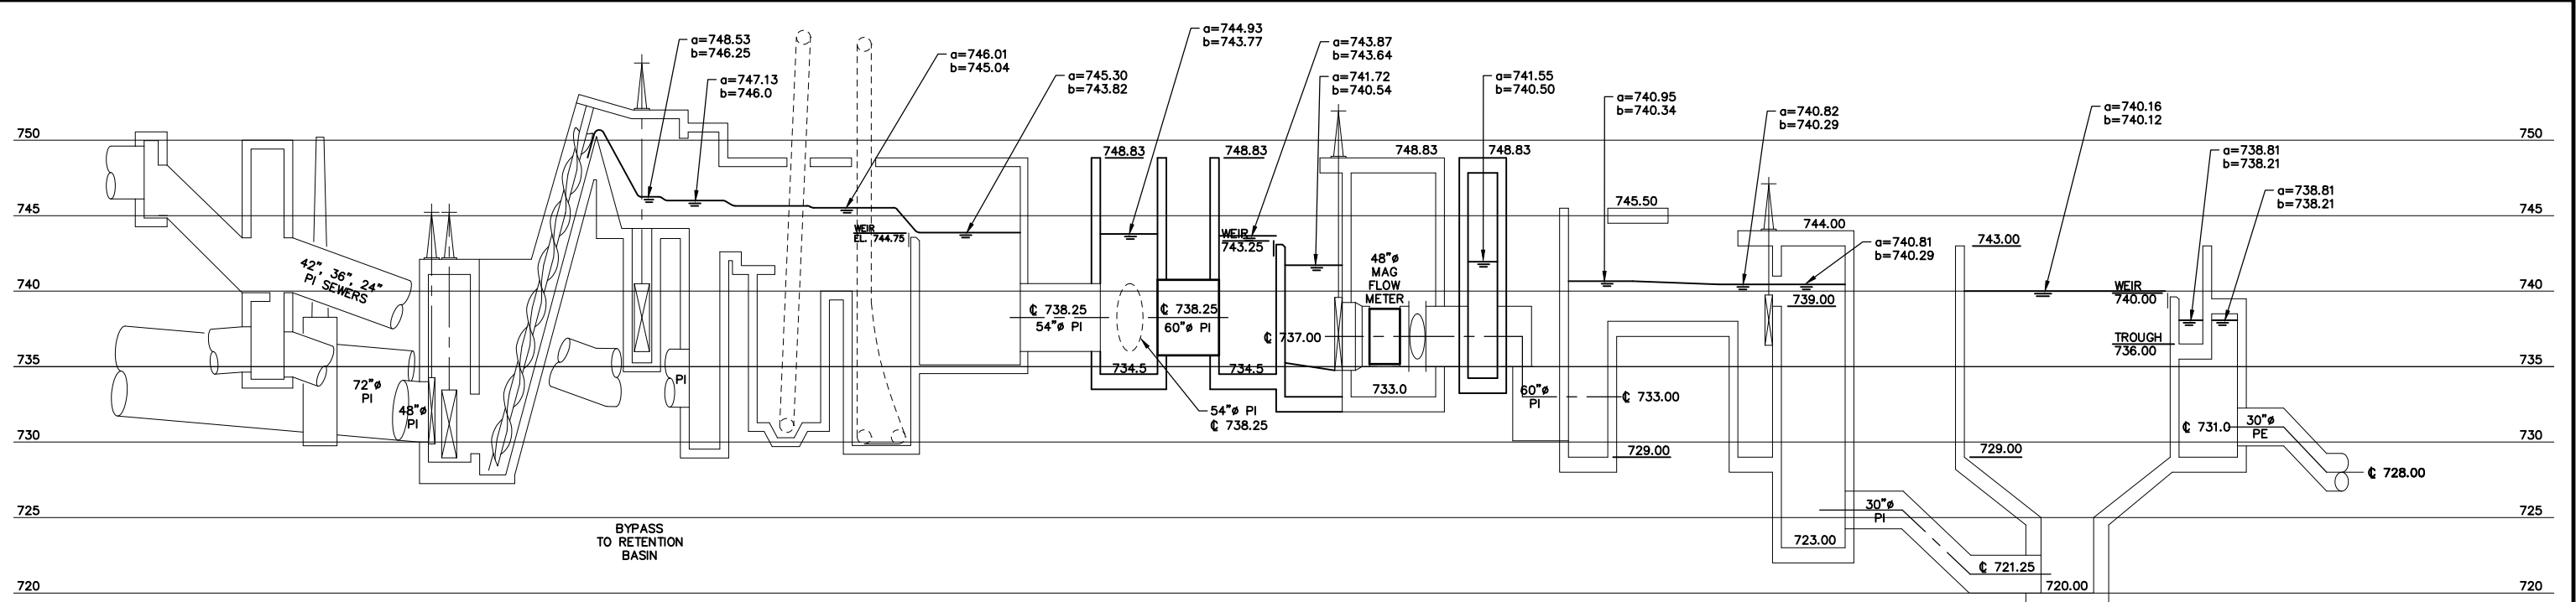 a=748.53
b=746.25
a=747.13
b=746.0
a=746.01
b=745.04
a=745.30
b=743.82
a=744.93
b=743.77
a=743.87
b=743.64
a=741.72
b=740.54
a=741.55
b=740.50
a=740.95
b=740.34
a=740.82
b=740.29
a=740.16
b=740.12
a=738.81
b=738.21
a=738.81
b=738.21
a=740.81
b=740.29
750
750
748.83
748.83
748.83
748.83
745
745
745.50
744.00
743.00
WEIR
EL. 744.75
WEIR
743.25
42", 36", 24"
PI SEWERS
48"ø
MAG
FLOW
METER
740
740
WEIR
740.00
739.00
℄ 738.25
54"ø PI
℄ 738.25
60"ø PI
℄ 737.00
TROUGH
736.00
735
735
734.5
734.5
733.0
72"ø
PI
48"ø
PI
PI
54"ø PI
℄ 738.25
60"ø
PI
℄ 733.00
℄ 731.0
30"ø
PE
730
730
729.00
729.00
℄ 728.00
725
725
30"ø
PI
BYPASS
TO RETENTION
BASIN
723.00
℄ 721.25
720
720.00
720